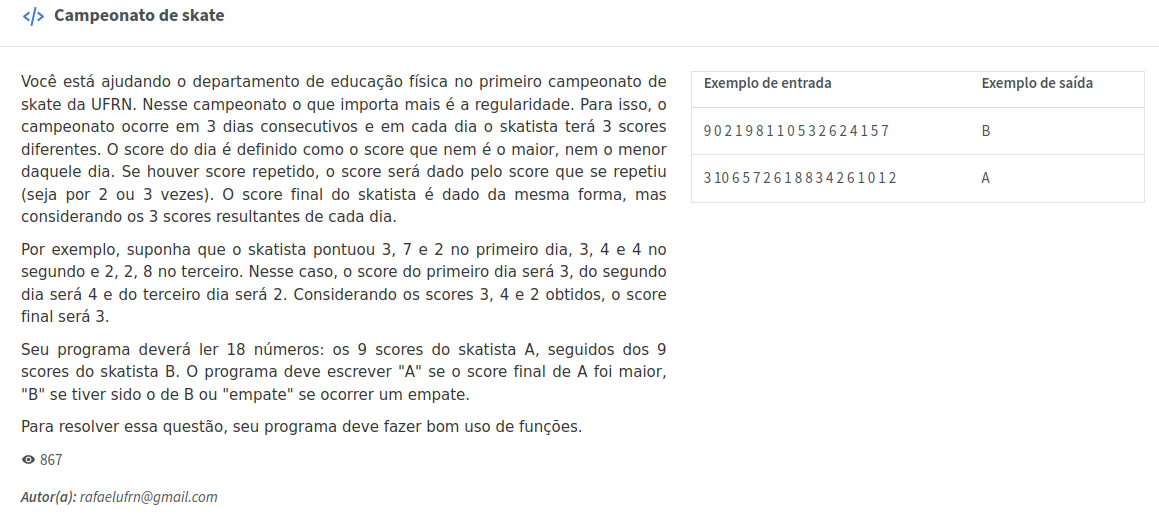 </> Campeonato de skate
Você está ajudando o departamento de educação física no primeiro campeonato de
skate da UFRN. Nesse campeonato o que importa mais é a regularidade. Para isso, o
campeonato ocorre em 3 dias consecutivos e em cada dia o skatista terá 3 scores
diferentes. O score do dia é definido como o score que nem é o maior, nem o menor
daquele dia. Se houver score repetido, o score será dado pelo score que se repetiu
(seja por 2 ou 3 vezes). O score final do skatista é dado da mesma forma, mas
considerando os 3 scores resultantes de cada dia.
Por exemplo, suponha que o skatista pontuou 3, 7 e 2 no primeiro dia, 3, 4 e 4 no
segundo e 2, 2, 8 no terceiro. Nesse caso, o score do primeiro dia será 3, do segundo
dia será 4 e do terceiro dia será 2. Considerando os scores 3, 4 e 2 obtidos, o score
final será 3.
Seu programa deverá ler 18 números: os 9 scores do skatista A, seguidos dos 9
scores do skatista B. O programa deve escrever "A" se o score final de A foi maior,
"B" se tiver sido o de B ou "empate" se ocorrer um empate.
Para resolver essa questão, seu programa deve fazer bom uso de funções.
867
Autor(a): rafaelufrn@gmail.com
Exemplo de entrada Exemplo de saída
9 0 2 1 9 8 1 1 0 5 3 2 6 2 4 1 5 7 B
3 10 6 5 7 2 6 1 8 8 3 4 2 6 1 0 1 2 A